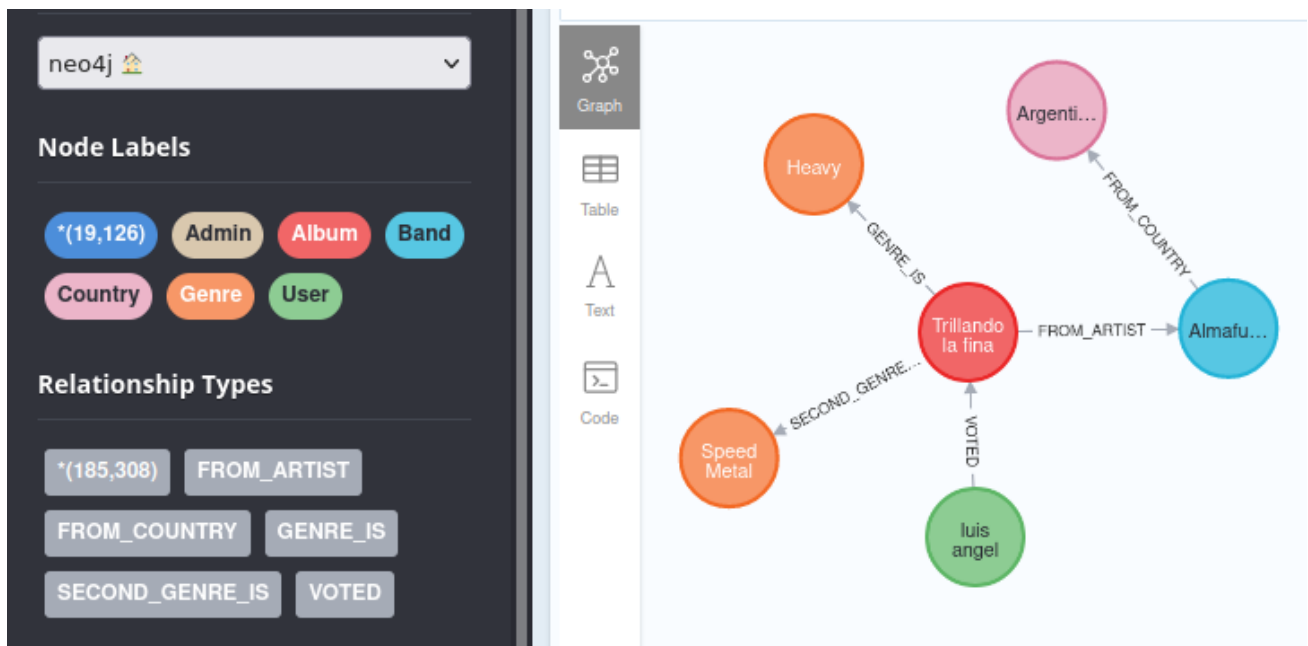 neo4j
Node Labels
*(19,126) Admin Album Band
Country Genre User
Relationship Types
*(185,308) FROM_ARTIST
FROM_COUNTRY GENRE_IS
SECOND_GENRE_IS VOTED
Graph
Table
Text
Code
Argenti...
Heavy
FROM_COUNTRY
GENRE_IS
Trillando
la fina
FROM_ARTIST
Almafu...
SECOND_GENRE...
Speed
Metal
VOTED
luis
angel